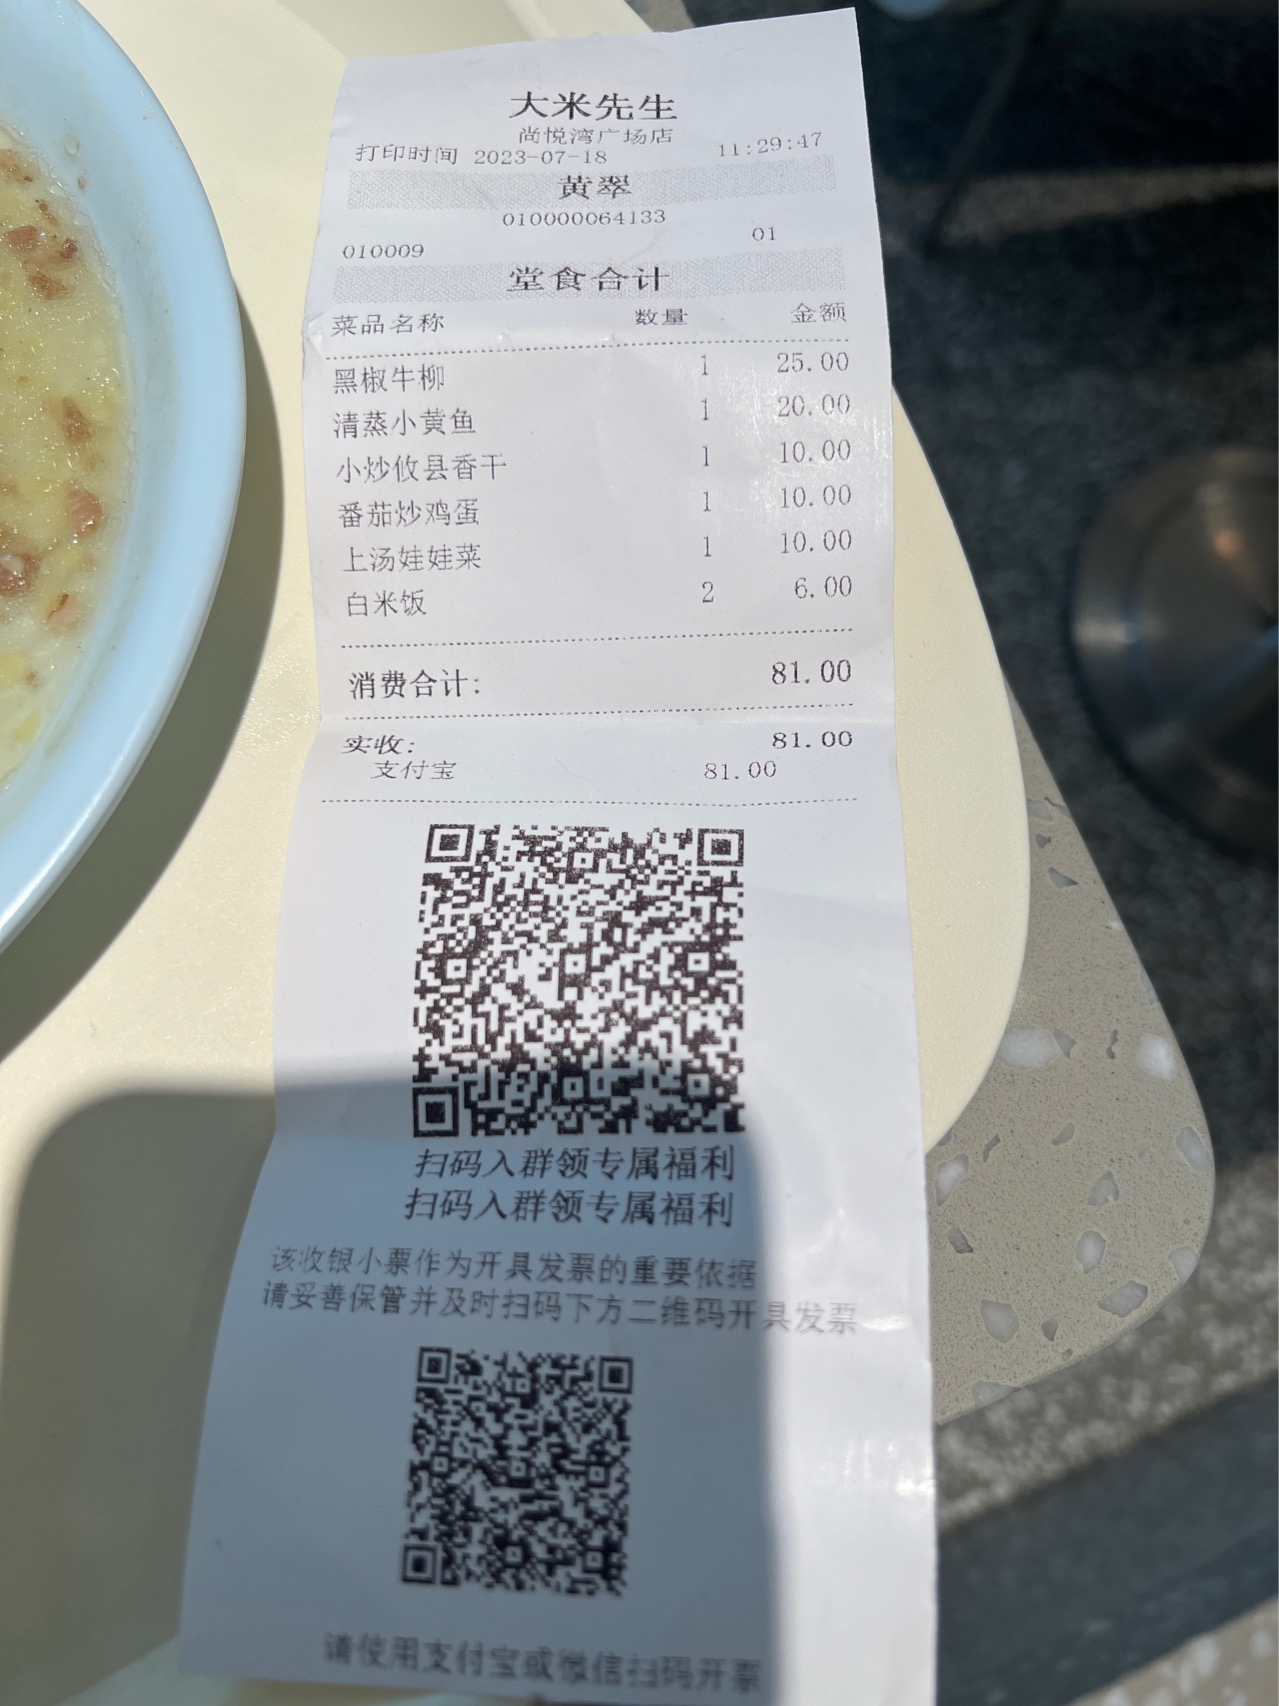 大米先生
尚悦湾广场店
打印时间 2023-07-18 11:29:47
黄翠
010000064133
010009 01
堂食合计
菜品名称 数量 金额
黑椒牛柳 1 25.00
清蒸小黄鱼 1 20.00
小炒攸县香干 1 10.00
番茄炒鸡蛋 1 10.00
上汤娃娃菜 1 10.00
白米饭 2 6.00
消费合计: 81.00
实收: 81.00
支付宝 81.00
扫码入群领专属福利
扫码入群领专属福利
该收银小票作为开具发票的重要依据
请妥善保管并及时扫码下方二维码开具发票
请使用支付宝或微信扫码开票